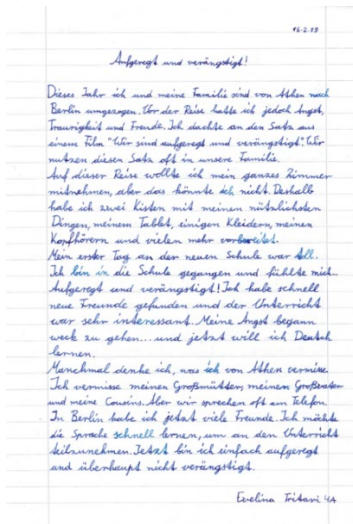 16.2.19
Aufgeregt und verängstigt!
Dieses Jahr ich und meine Familie sind von Athen nach
Berlin umgezogen. Vor der Reise hatte ich jedoch Angst,
Traurigkeit und Freude. Ich dachte an den Satz aus
einem Film "Wir sind aufgeregt und verängstigt". Wir
nutzen diesen Satz oft in unsere Familie.
Auf dieser Reise wollte ich mein ganzes Zimmer
mitnehmen, aber das könnte ich nicht. Deshalb
habe ich zwei Kisten mit meinen nützlichsten
Dingen, meinem Tablet, einigen Kleidern, meinen
Kopfhörern und vielem mehr vorbereitet.
Mein erster Tag an der neuen Schule war toll.
Ich bin in die Schule gegangen und fühlte mich...
Aufgeregt und verängstigt! Ich habe schnell
neue Freunde gefunden und der Unterricht
war sehr interessant. Meine Angst begann
weck zu gehen... und jetzt will ich Deutsch
lernen.
Manchmal denke ich, was ich von Athen vermisse.
Ich vermisse meinen Großmütter, meinem Großvater
und meine Cousins. Aber wir sprechen oft am Telefon.
In Berlin habe ich jetzt viele Freunde. Ich möchte
die Sprache schnell lernen, um an den Unterricht
teilzunehmen. Jetzt bin ich einfach aufgeregt
und überhaupt nicht verängstigt.
Evelina Tritari 4A